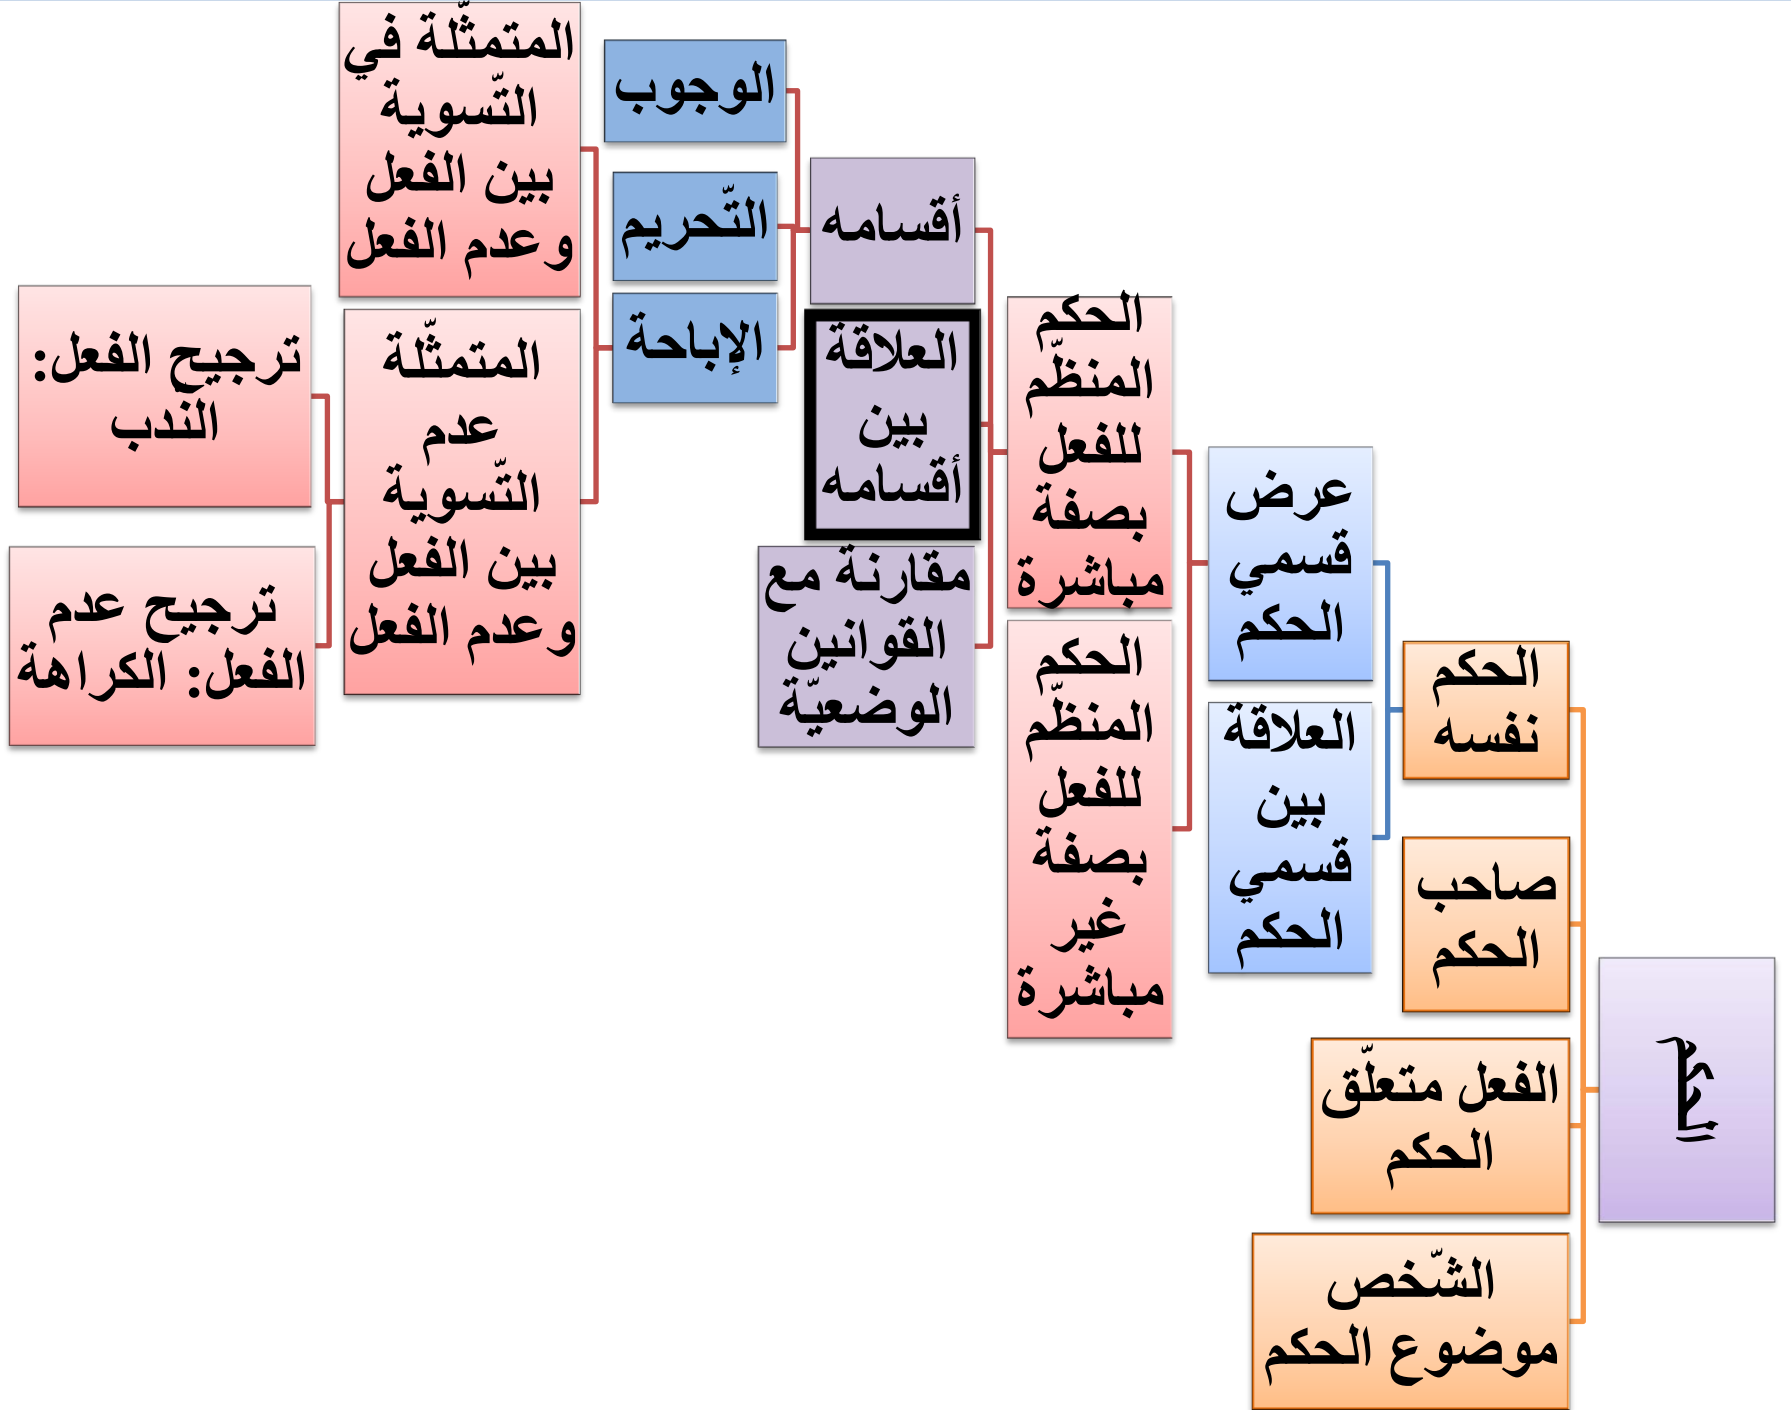 الحكم
نفسه
صاحب
الحكم
الفعل متعلّق
الحكم
الشّخص
موضوع الحكم
عرض
قسمي
الحكم
العلاقة
بين
قسمي
الحكم
الحكم
المنظّم
للفعل
بصفة
مباشرة
الحكم
المنظّم
للفعل
بصفة
غير
مباشرة
أقسامه
العلاقة
بين
أقسامه
مقارنة مع
القوانين
الوضعيّة
الوجوب
التّحريم
الإباحة
المتمثّلة في
التّسوية
بين الفعل
وعدم الفعل
المتمثّلة
عدم
التّسوية
بين الفعل
وعدم الفعل
ترجيح الفعل:
النّدب
ترجيح عدم
الفعل: الكراهة